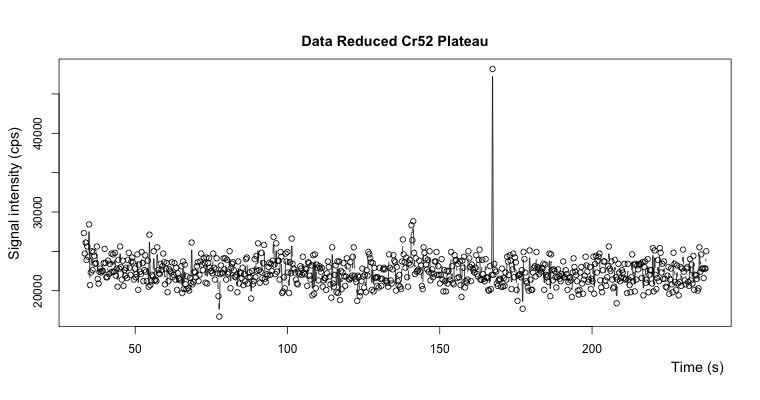 Data Reduced Cr52 Plateau
Signal intensity (cps)
40000
30000
20000
50
100
150
200
Time (s)